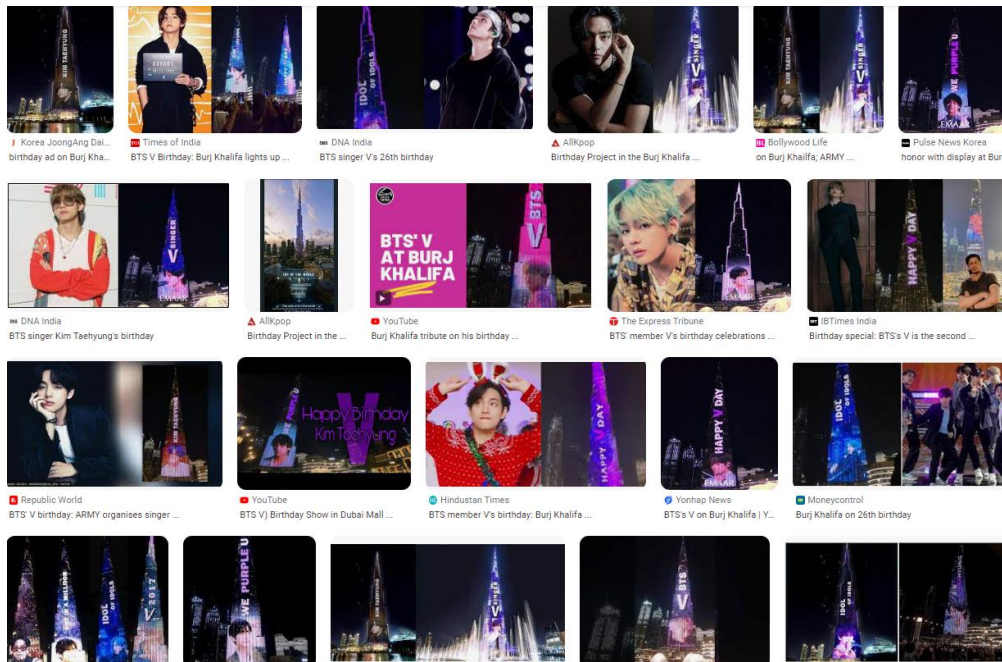 KIM TAEHYUNG
IDOL
OF IDOLS
SINGER
V
KIM TAEHYUNG
SINGER
V
WE PURPLE U
EMAAR
Korea JoongAng Dai...
birthday ad on Burj Kha...
Times of India
BTS V Birthday: Burj Khalifa lights up ...
DNA India
BTS singer V's 26th birthday
AllKpop
Birthday Project in the Burj Khalifa ...
Bollywood Life
on Burj Khailfa; ARMY ...
Pulse News Korea
honor with display at Bur
SINGER
V
EMAAR
BTS' V
AT BURJ
KHALIFA
BTS
V
EMAAR
HAPPY V DAY
DNA India
BTS singer Kim Taehyung's birthday
AllKpop
Birthday Project in the ...
YouTube
Burj Khalifa tribute on his birthday ...
The Express Tribune
BTS' member V's birthday celebrations ...
IBTimes India
Birthday special: BTS's V is the second ...
KIM TAEHYUNG
WE PURPLE U
Happy Birthday
V
Kim Taehyung
HAPPY V DAY
HAPPY V DAY
EMAAR
IDOL
OF IDOLS
Republic World
BTS' V birthday: ARMY organises singer ...
YouTube
BTS V) Birthday Show in Dubai Mall ...
Hindustan Times
BTS member V's birthday: Burj Khalifa ...
Yonhap News
BTS's V on Burj Khalifa | Y...
Moneycontrol
Burj Khalifa on 26th birthday
IDOL
OF IDOLS
V 2017
WE PURPLE U
KIM TAEHYUNG
SINGER
V
BTS
V
IDOL
OF IDOLS